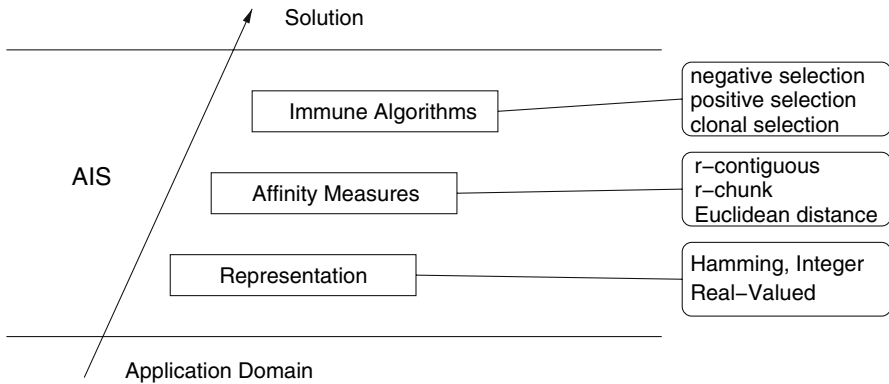 Solution
Immune Algorithms
negative selection
positive selection
clonal selection
AIS
Affinity Measures
r−contiguous
r−chunk
Euclidean distance
Representation
Hamming, Integer
Real−Valued
Application Domain